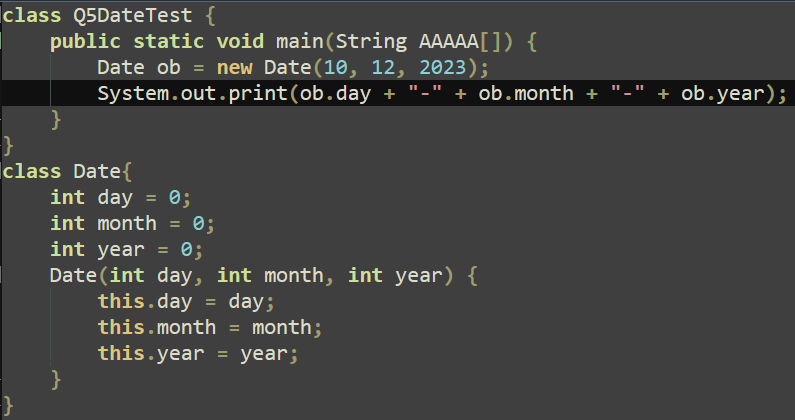 class Q5DateTest {
    public static void main(String AAAAA[]) {
        Date ob = new Date(10, 12, 2023);
        System.out.print(ob.day + "-" + ob.month + "-" + ob.year);
    }
}
class Date{
    int day = 0;
    int month = 0;
    int year = 0;
    Date(int day, int month, int year) {
        this.day = day;
        this.month = month;
        this.year = year;
    }
}